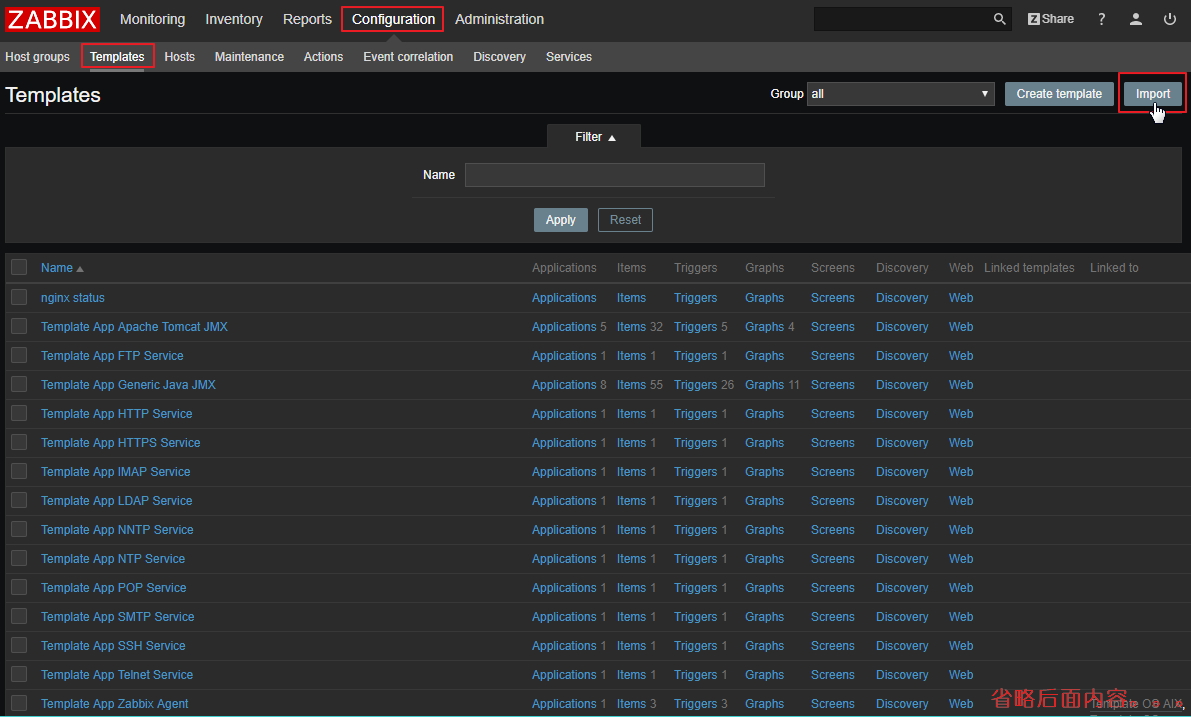 ZABBIX Monitoring Inventory Reports Configuration Administration Z Share ?
Host groups Templates Hosts Maintenance Actions Event correlation Discovery Services
Templates Group all Create template Import
Filter
Name
Apply Reset
Name Applications Items Triggers Graphs Screens Discovery Web Linked templates Linked to
nginx status Applications Items Triggers Graphs Screens Discovery Web
Template App Apache Tomcat JMX Applications 5 Items 32 Triggers 5 Graphs 4 Screens Discovery Web
Template App FTP Service Applications 1 Items 1 Triggers 1 Graphs Screens Discovery Web
Template App Generic Java JMX Applications 8 Items 55 Triggers 26 Graphs 11 Screens Discovery Web
Template App HTTP Service Applications 1 Items 1 Triggers 1 Graphs Screens Discovery Web
Template App HTTPS Service Applications 1 Items 1 Triggers 1 Graphs Screens Discovery Web
Template App IMAP Service Applications 1 Items 1 Triggers 1 Graphs Screens Discovery Web
Template App LDAP Service Applications 1 Items 1 Triggers 1 Graphs Screens Discovery Web
Template App NNTP Service Applications 1 Items 1 Triggers 1 Graphs Screens Discovery Web
Template App NTP Service Applications 1 Items 1 Triggers 1 Graphs Screens Discovery Web
Template App POP Service Applications 1 Items 1 Triggers 1 Graphs Screens Discovery Web
Template App SMTP Service Applications 1 Items 1 Triggers 1 Graphs Screens Discovery Web
Template App SSH Service Applications 1 Items 1 Triggers 1 Graphs Screens Discovery Web
Template App Telnet Service Applications 1 Items 1 Triggers 1 Graphs Screens Discovery Web
Template App Zabbix Agent Applications 1 Items 3 Triggers 3 Graphs Screens Discovery Web Template OS AIX,
省略后面内容。。。